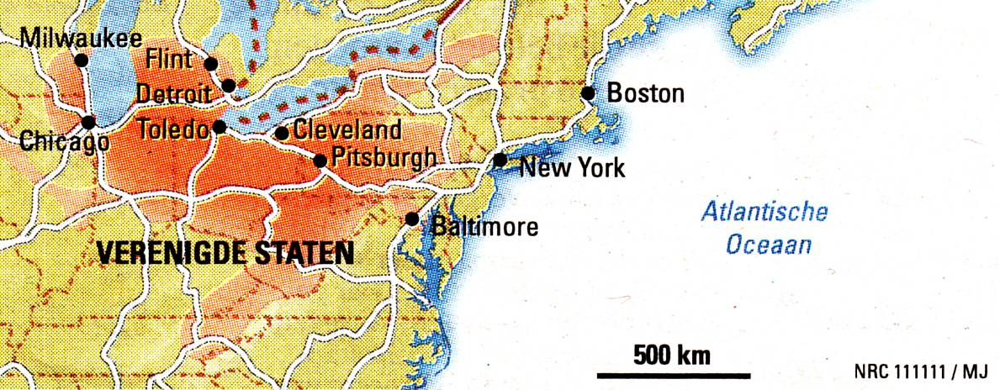 Milwaukee
Flint
Detroit
Boston
Toledo
Cleveland
Chicago
Pitsburgh
New York
Atlantische
Oceaan
Baltimore
VERENIGDE STATEN
500 km
NRC 111111 / MJ